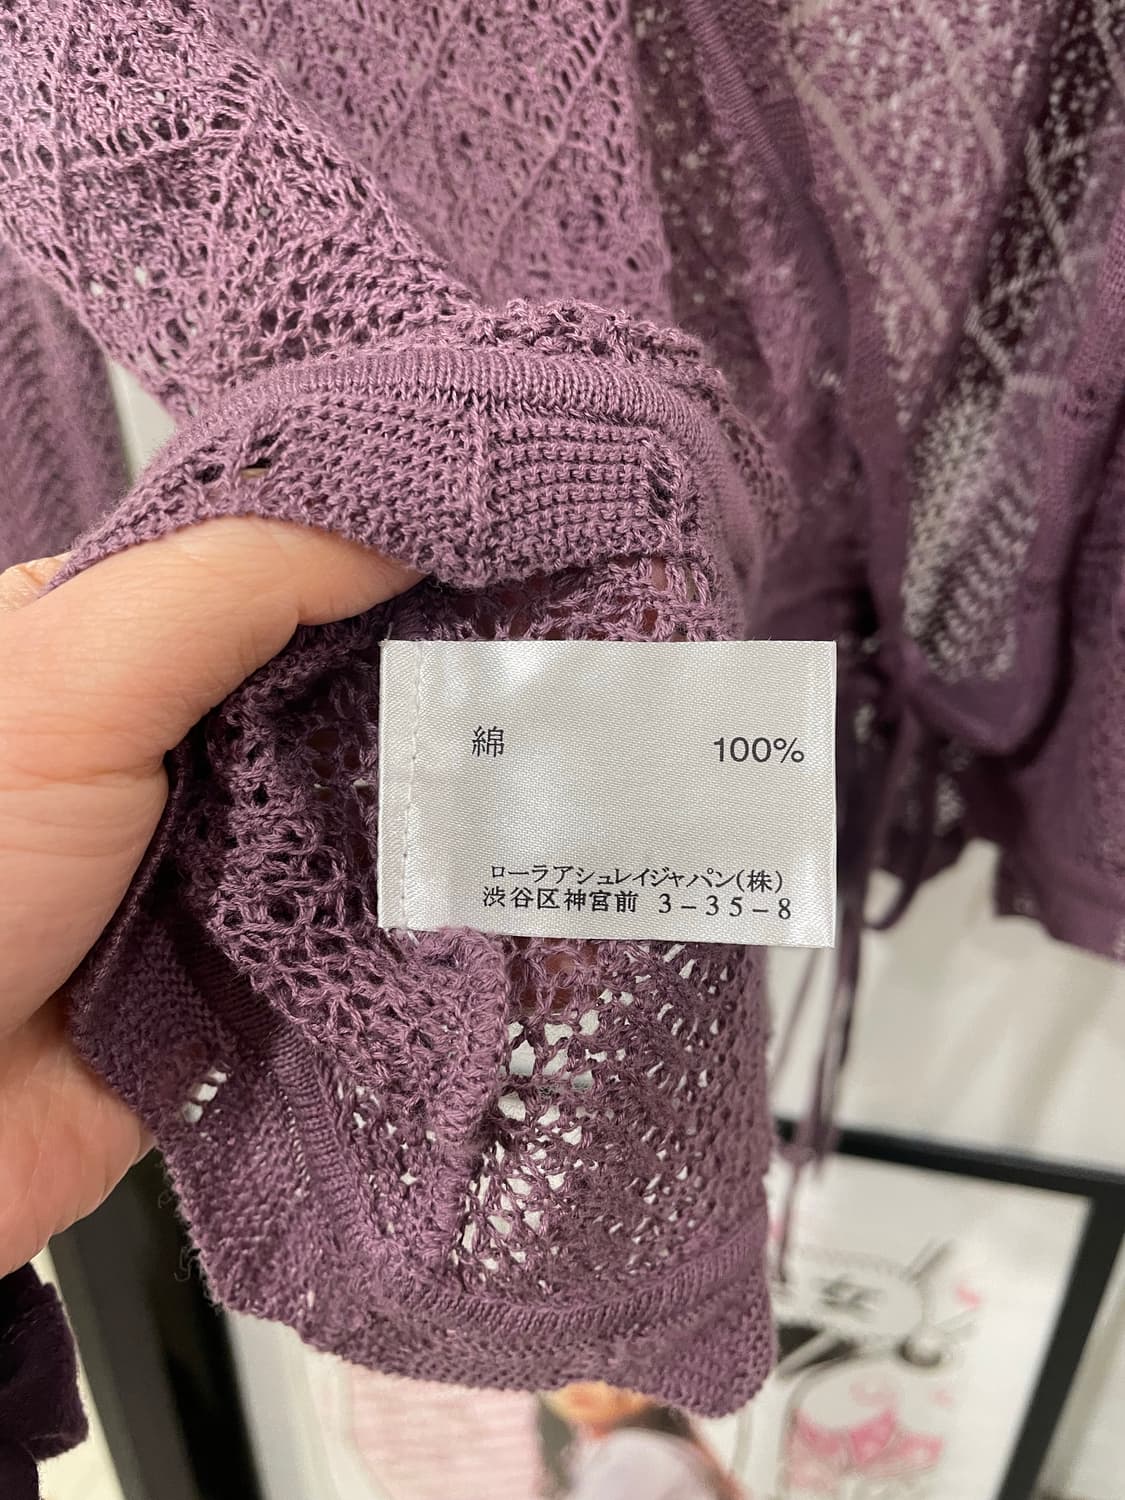 綿 100%
ローラアシュレイジャパン(株)
渋谷区神宮前 3-35-8